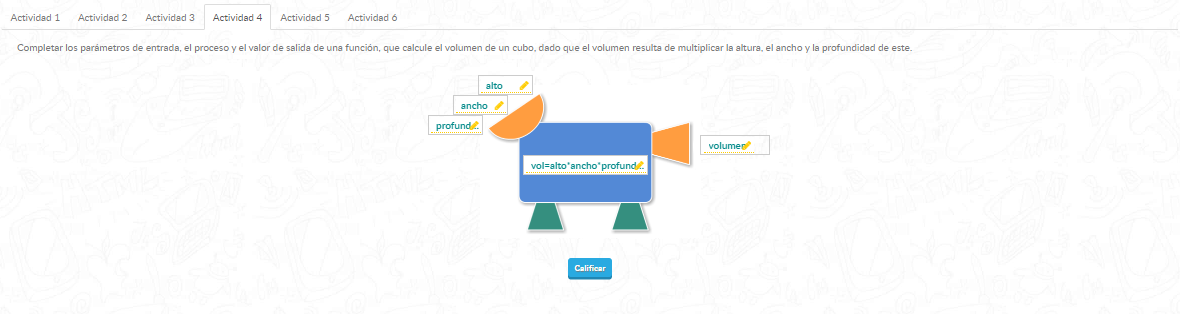 Actividad 1 Actividad 2 Actividad 3 Actividad 4 Actividad 5 Actividad 6
Completar los parámetros de entrada, el proceso y el valor de salida de una función, que calcule el volumen de un cubo, dado que el volumen resulta de multiplicar la altura, el ancho y la profundidad de este.
alto
ancho
profund
volumen
vol=alto*ancho*profund
Calificar